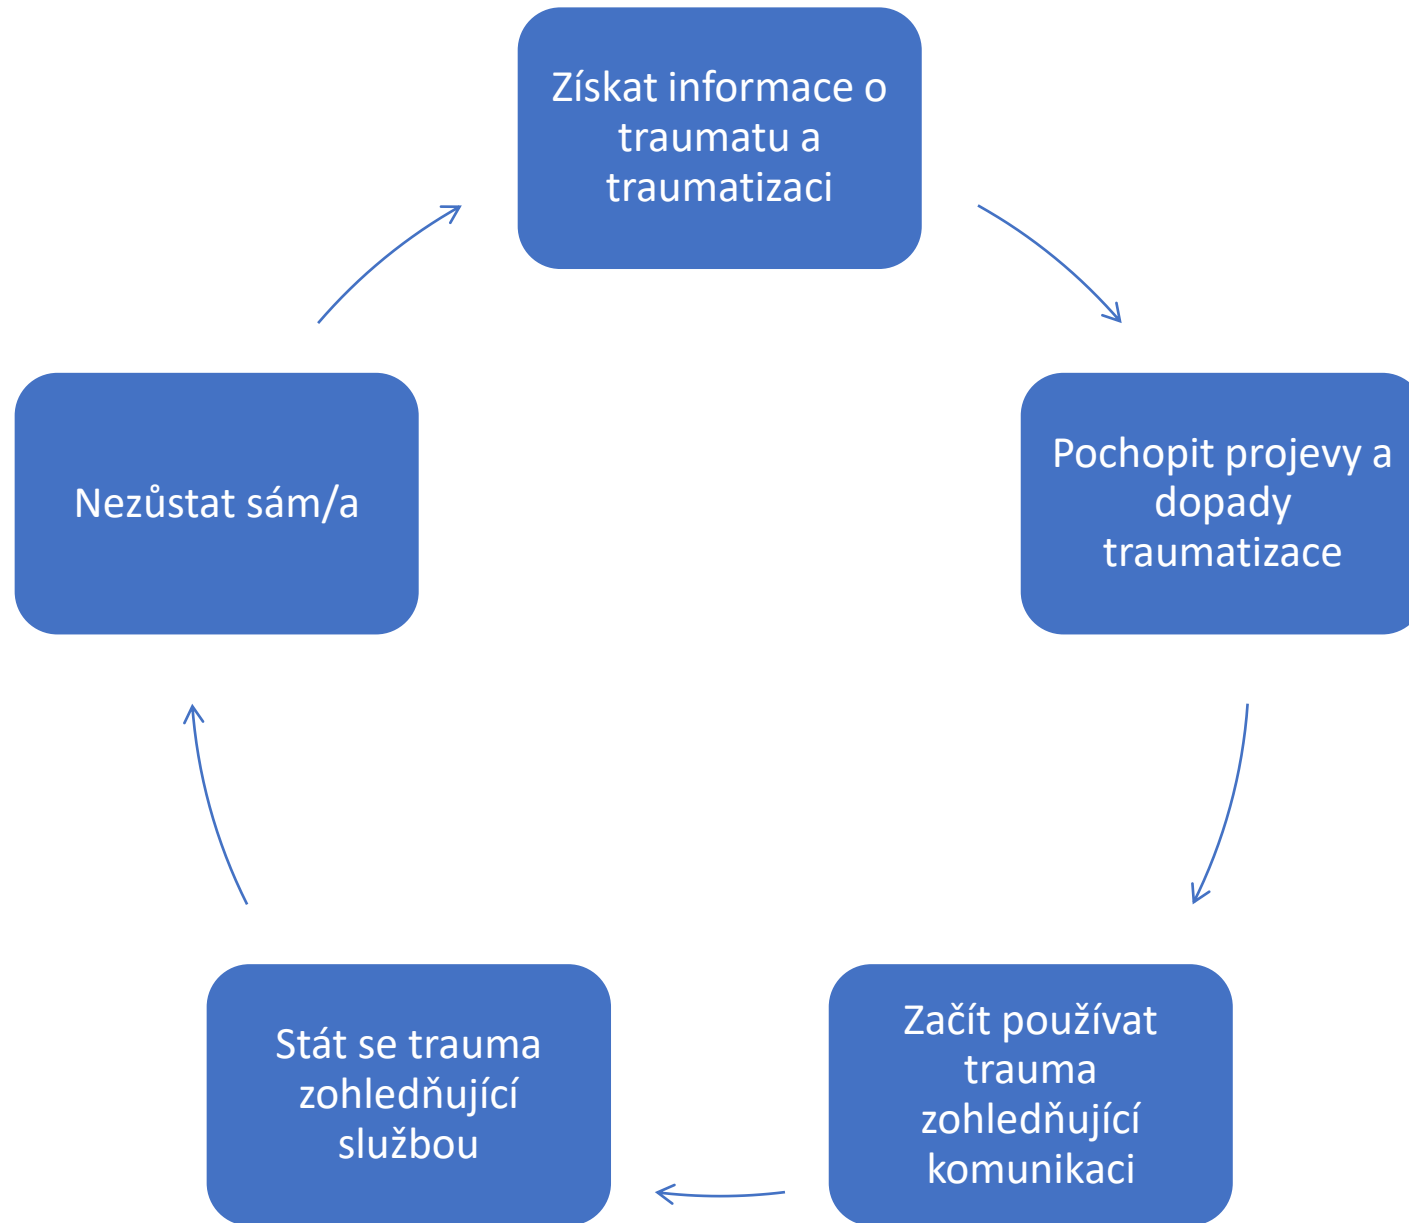 Získat informace o
traumatu a
traumatizaci
Pochopit projevy a
dopady
traumatizace
Začít používat
trauma
zohledňující
komunikaci
Stát se trauma
zohledňující
službou
Nezůstat sám/a